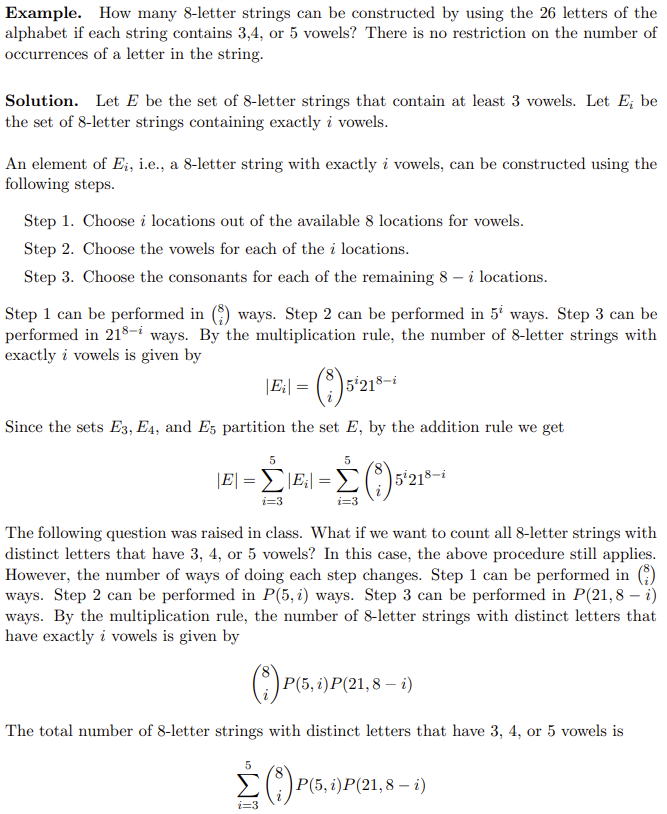 Example. How many 8-letter strings can be constructed by using the 26 letters of the
alphabet if each string contains 3,4, or 5 vowels? There is no restriction on the number of
occurrences of a letter in the string.
Solution. Let E be the set of 8-letter strings that contain at least 3 vowels. Let E_i be
the set of 8-letter strings containing exactly i vowels.
An element of E_i, i.e., a 8-letter string with exactly i vowels, can be constructed using the
following steps.
Step 1. Choose i locations out of the available 8 locations for vowels.
Step 2. Choose the vowels for each of the i locations.
Step 3. Choose the consonants for each of the remaining 8 − i locations.
Step 1 can be performed in \binom{8}{i} ways. Step 2 can be performed in 5^i ways. Step 3 can be
performed in 21^{8−i} ways. By the multiplication rule, the number of 8-letter strings with
exactly i vowels is given by
|E_i| = \binom{8}{i} 5^i 21^{8−i}
Since the sets E_3, E_4, and E_5 partition the set E, by the addition rule we get
|E| = \sum_{i=3}^{5} |E_i| = \sum_{i=3}^{5} \binom{8}{i} 5^i 21^{8−i}
The following question was raised in class. What if we want to count all 8-letter strings with
distinct letters that have 3, 4, or 5 vowels? In this case, the above procedure still applies.
However, the number of ways of doing each step changes. Step 1 can be performed in \binom{8}{i}
ways. Step 2 can be performed in P(5, i) ways. Step 3 can be performed in P(21, 8 − i)
ways. By the multiplication rule, the number of 8-letter strings with distinct letters that
have exactly i vowels is given by
\binom{8}{i} P(5, i)P(21, 8 − i)
The total number of 8-letter strings with distinct letters that have 3, 4, or 5 vowels is
\sum_{i=3}^{5} \binom{8}{i} P(5, i)P(21, 8 − i)